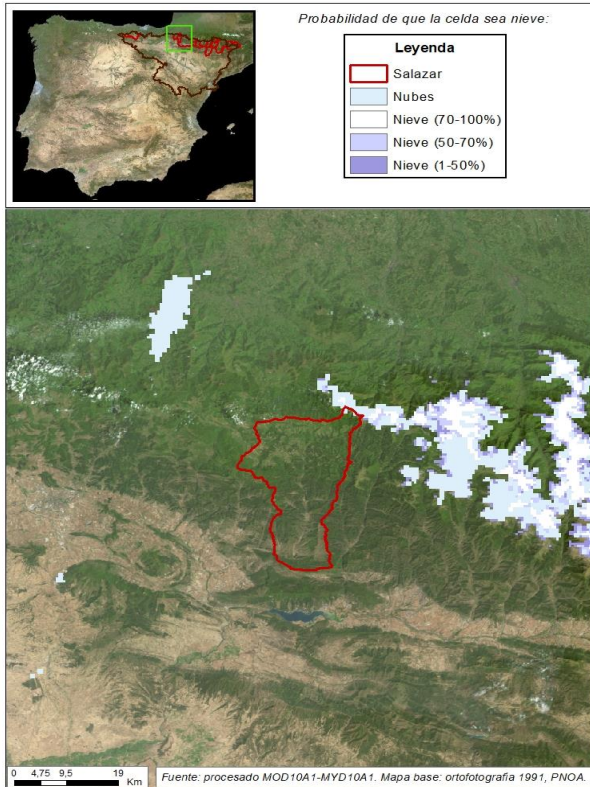 Probabilidad de que la celda sea nieve:
Leyenda
Salazar
Nubes
Nieve (70-100%)
Nieve (50-70%)
Nieve (1-50%)
0 4,75 9,5 19
Km
Fuente: procesado MOD10A1-MYD10A1. Mapa base: ortofotografia 1991, PNOA.